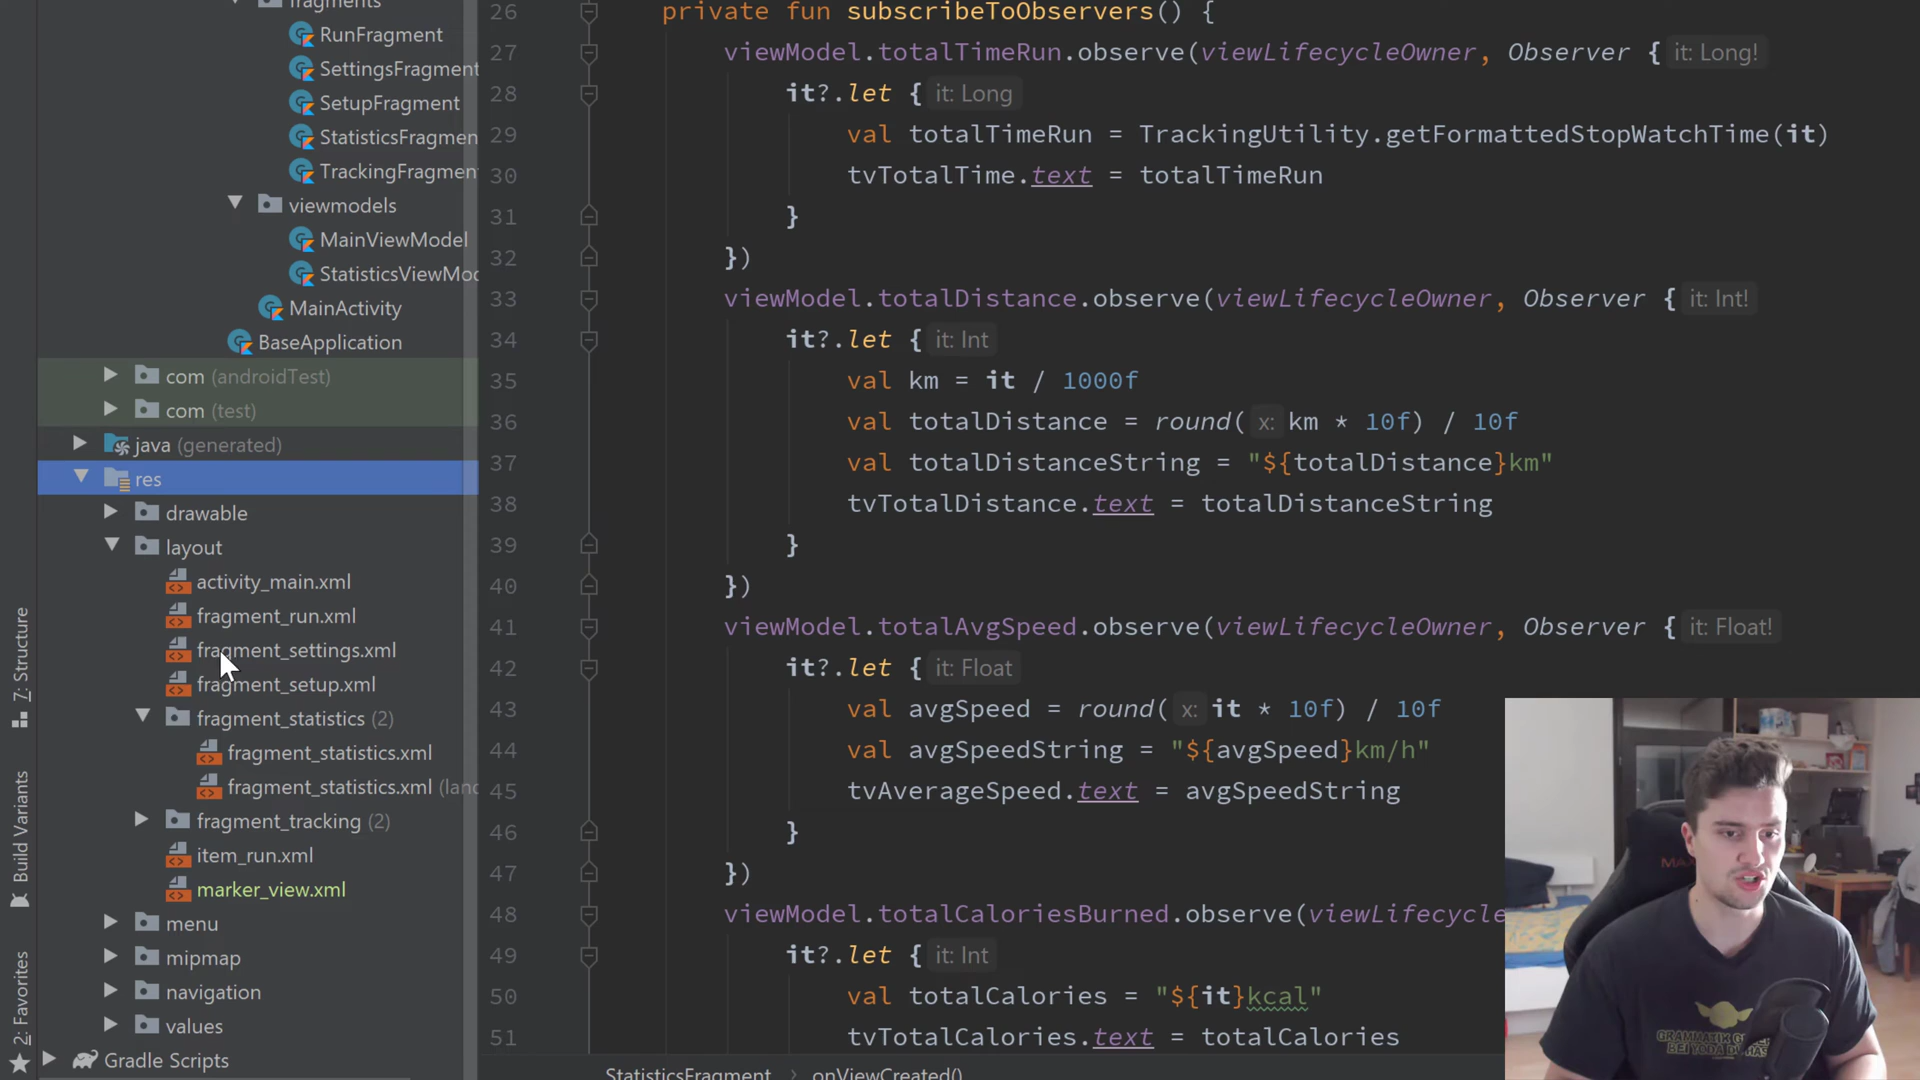 fragments
RunFragment
SettingsFragment
SetupFragment
StatisticsFragmen
TrackingFragmen
viewmodels
MainViewModel
StatisticsViewMod
MainActivity
BaseApplication
com (androidTest)
com (test)
java (generated)
res
drawable
layout
activity_main.xml
fragment_run.xml
fragment_settings.xml
fragment_setup.xml
fragment_statistics (2)
fragment_statistics.xml
fragment_statistics.xml (land
fragment_tracking (2)
item_run.xml
marker_view.xml
menu
mipmap
navigation
values
Gradle Scripts
7: Structure
Build Variants
2: Favorites
26 private fun subscribeToObservers() {
27 viewModel.totalTimeRun.observe(viewLifecycleOwner, Observer { it: Long!
28 it?.let { it: Long
29 val totalTimeRun = TrackingUtility.getFormattedStopWatchTime(it)
30 tvTotalTime.text = totalTimeRun
31 }
32 })
33 viewModel.totalDistance.observe(viewLifecycleOwner, Observer { it: Int!
34 it?.let { it: Int
35 val km = it / 1000f
36 val totalDistance = round( x: km * 10f) / 10f
37 val totalDistanceString = "${totalDistance}km"
38 tvTotalDistance.text = totalDistanceString
39 }
40 })
41 viewModel.totalAvgSpeed.observe(viewLifecycleOwner, Observer { it: Float!
42 it?.let { it: Float
43 val avgSpeed = round( x: it * 10f) / 10f
44 val avgSpeedString = "${avgSpeed}km/h"
45 tvAverageSpeed.text = avgSpeedString
46 }
47 })
48 viewModel.totalCaloriesBurned.observe(viewLifecycle
49 it?.let { it: Int
50 val totalCalories = "${it}kcal"
51 tvTotalCalories.text = totalCalories
StatisticsFragment › onViewCreated()